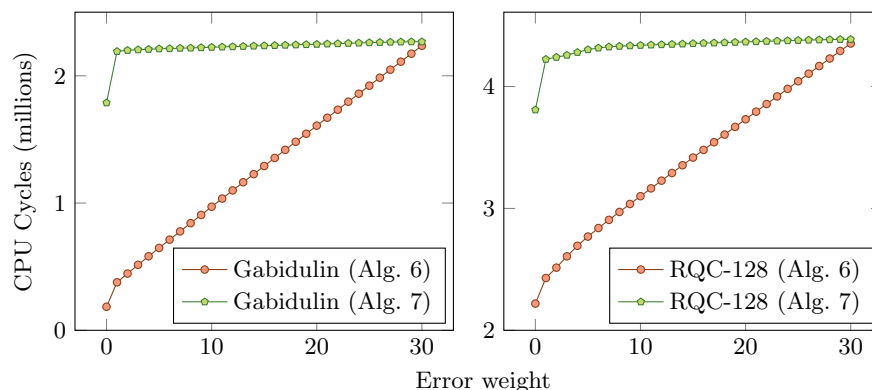 CPU Cycles (millions)
2
1
0
0
10
20
30
Gabidulin (Alg. 6)
Gabidulin (Alg. 7)
4
3
2
0
10
20
30
RQC-128 (Alg. 6)
RQC-128 (Alg. 7)
Error weight